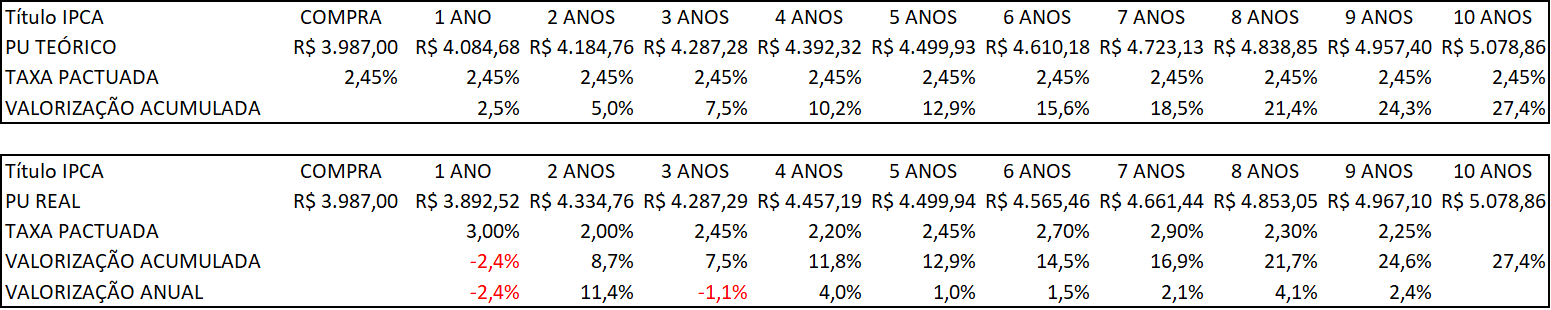 Título IPCA COMPRA 1 ANO 2 ANOS 3 ANOS 4 ANOS 5 ANOS 6 ANOS 7 ANOS 8 ANOS 9 ANOS 10 ANOS
PU TEÓRICO R$ 3.987,00 R$ 4.084,68 R$ 4.184,76 R$ 4.287,28 R$ 4.392,32 R$ 4.499,93 R$ 4.610,18 R$ 4.723,13 R$ 4.838,85 R$ 4.957,40 R$ 5.078,86
TAXA PACTUADA 2,45% 2,45% 2,45% 2,45% 2,45% 2,45% 2,45% 2,45% 2,45% 2,45% 2,45%
VALORIZAÇÃO ACUMULADA 2,5% 5,0% 7,5% 10,2% 12,9% 15,6% 18,5% 21,4% 24,3% 27,4%
Título IPCA COMPRA 1 ANO 2 ANOS 3 ANOS 4 ANOS 5 ANOS 6 ANOS 7 ANOS 8 ANOS 9 ANOS 10 ANOS
PU REAL R$ 3.987,00 R$ 3.892,52 R$ 4.334,76 R$ 4.287,29 R$ 4.457,19 R$ 4.499,94 R$ 4.565,46 R$ 4.661,44 R$ 4.853,05 R$ 4.967,10 R$ 5.078,86
TAXA PACTUADA 3,00% 2,00% 2,45% 2,20% 2,45% 2,70% 2,90% 2,30% 2,25%
VALORIZAÇÃO ACUMULADA -2,4% 8,7% 7,5% 11,8% 12,9% 14,5% 16,9% 21,7% 24,6% 27,4%
VALORIZAÇÃO ANUAL -2,4% 11,4% -1,1% 4,0% 1,0% 1,5% 2,1% 4,1% 2,4%